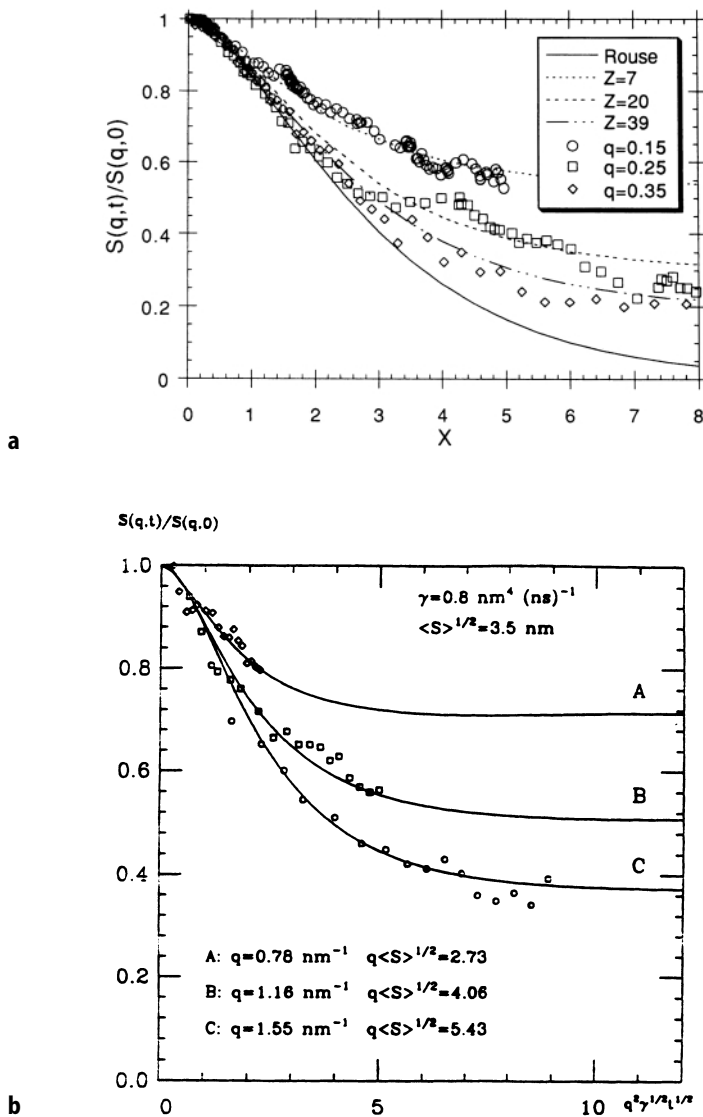 S(q,t)/S(q,0)
1
0.8
0.6
0.4
0.2
0
0 1 2 3 4 5 6 7 8
X
Rouse
Z=7
Z=20
Z=39
q=0.15
q=0.25
q=0.35
a
S(q,t)/S(q,0)
1.0
0.8
0.6
0.4
0.2
0.0
γ=0.8 nm⁴ (ns)⁻¹
<S>¹/²=3.5 nm
A
B
C
A: q=0.78 nm⁻¹ q<S>¹/²=2.73
B: q=1.16 nm⁻¹ q<S>¹/²=4.06
C: q=1.55 nm⁻¹ q<S>¹/²=5.43
0 5 10 q²γ¹/²t¹/²
b